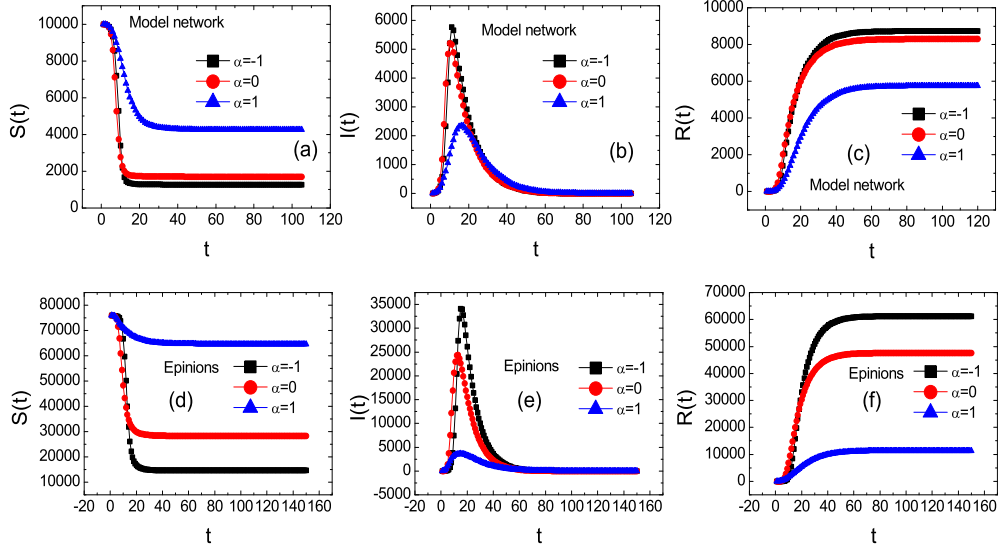 10000
8000
6000
4000
2000
0
-20 0 20 40 60 80 100 120
S(t)
t
Model network
α=-1
α=0
α=1
(a)
6000
5000
4000
3000
2000
1000
0
-20 0 20 40 60 80 100 120
I(t)
t
Model network
α=-1
α=0
α=1
(b)
10000
8000
6000
4000
2000
0
-20 0 20 40 60 80 100 120
R(t)
t
α=-1
α=0
α=1
(c)
Model network
80000
70000
60000
50000
40000
30000
20000
10000
-20 0 20 40 60 80 100 120 140 160
S(t)
t
Epinions
α=-1
α=0
α=1
(d)
35000
30000
25000
20000
15000
10000
5000
0
-5000
-20 0 20 40 60 80 100 120 140 160
I(t)
t
Epinions
α=-1
α=0
α=1
(e)
70000
60000
50000
40000
30000
20000
10000
0
-20 0 20 40 60 80 100 120 140 160
R(t)
t
Epinions
α=-1
α=0
α=1
(f)